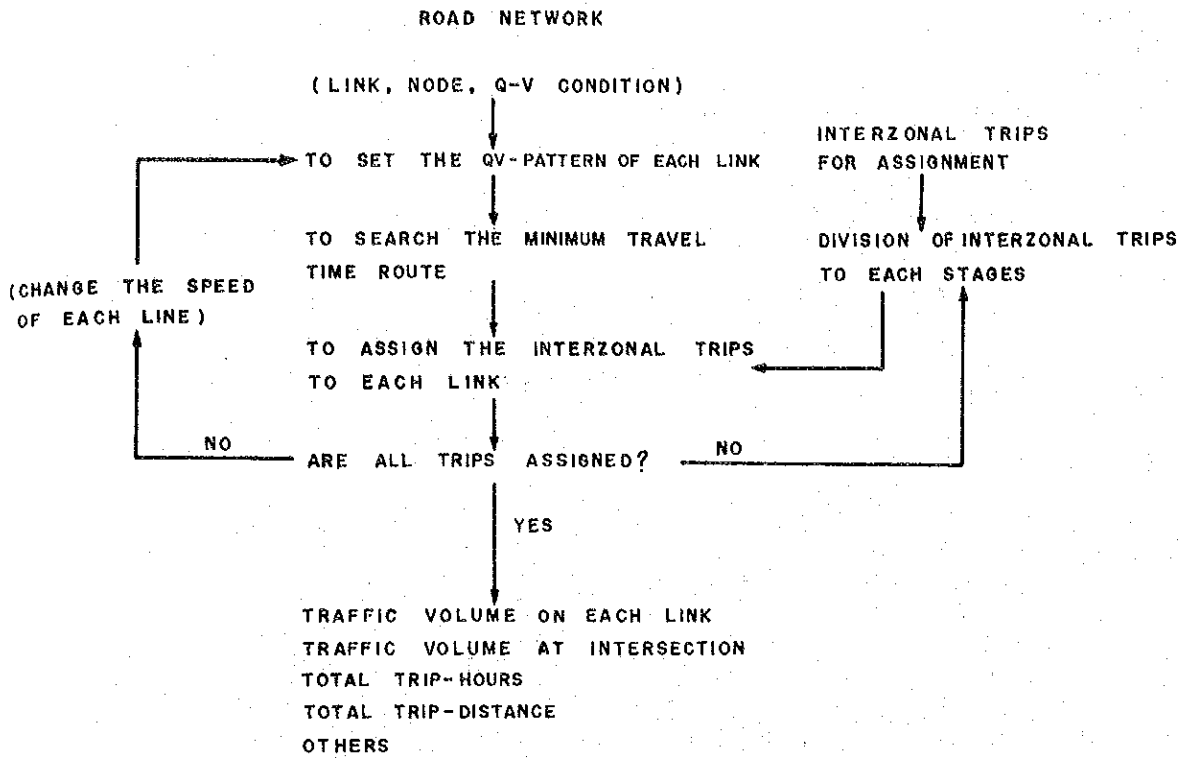 ROAD NETWORK
(LINK, NODE, Q-V CONDITION)
INTERZONAL TRIPS
FOR ASSIGNMENT
TO SET THE QV-PATTERN OF EACH LINK
TO SEARCH THE MINIMUM TRAVEL
TIME ROUTE
DIVISION OF INTERZONAL TRIPS
TO EACH STAGES
(CHANGE THE SPEED
OF EACH LINE)
TO ASSIGN THE INTERZONAL TRIPS
TO EACH LINK
NO
ARE ALL TRIPS ASSIGNED?
NO
YES
TRAFFIC VOLUME ON EACH LINK
TRAFFIC VOLUME AT INTERSECTION
TOTAL TRIP-HOURS
TOTAL TRIP-DISTANCE
OTHERS